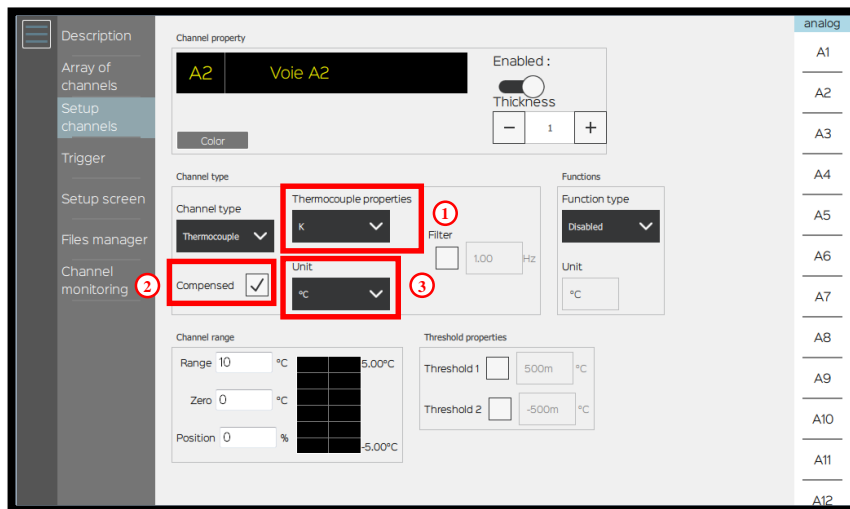 analog
Description
Array of
channels
Setup
channels
Trigger
Setup screen
Files manager
Channel
monitoring
Channel property
A2 Voie A2
Color
Enabled :
Thickness
− 1 +
Channel type
Channel type
Thermocouple
Thermocouple properties
K
1
Filter
1.00 Hz
2
Compensed
Unit
°C
3
Functions
Function type
Disabled
Unit
°C
Channel range
Range 10 °C
Zero 0 °C
Position 0 %
5.00°C
-5.00°C
Threshold properties
Threshold 1 500m °C
Threshold 2 -500m °C
A1
A2
A3
A4
A5
A6
A7
A8
A9
A10
A11
A12